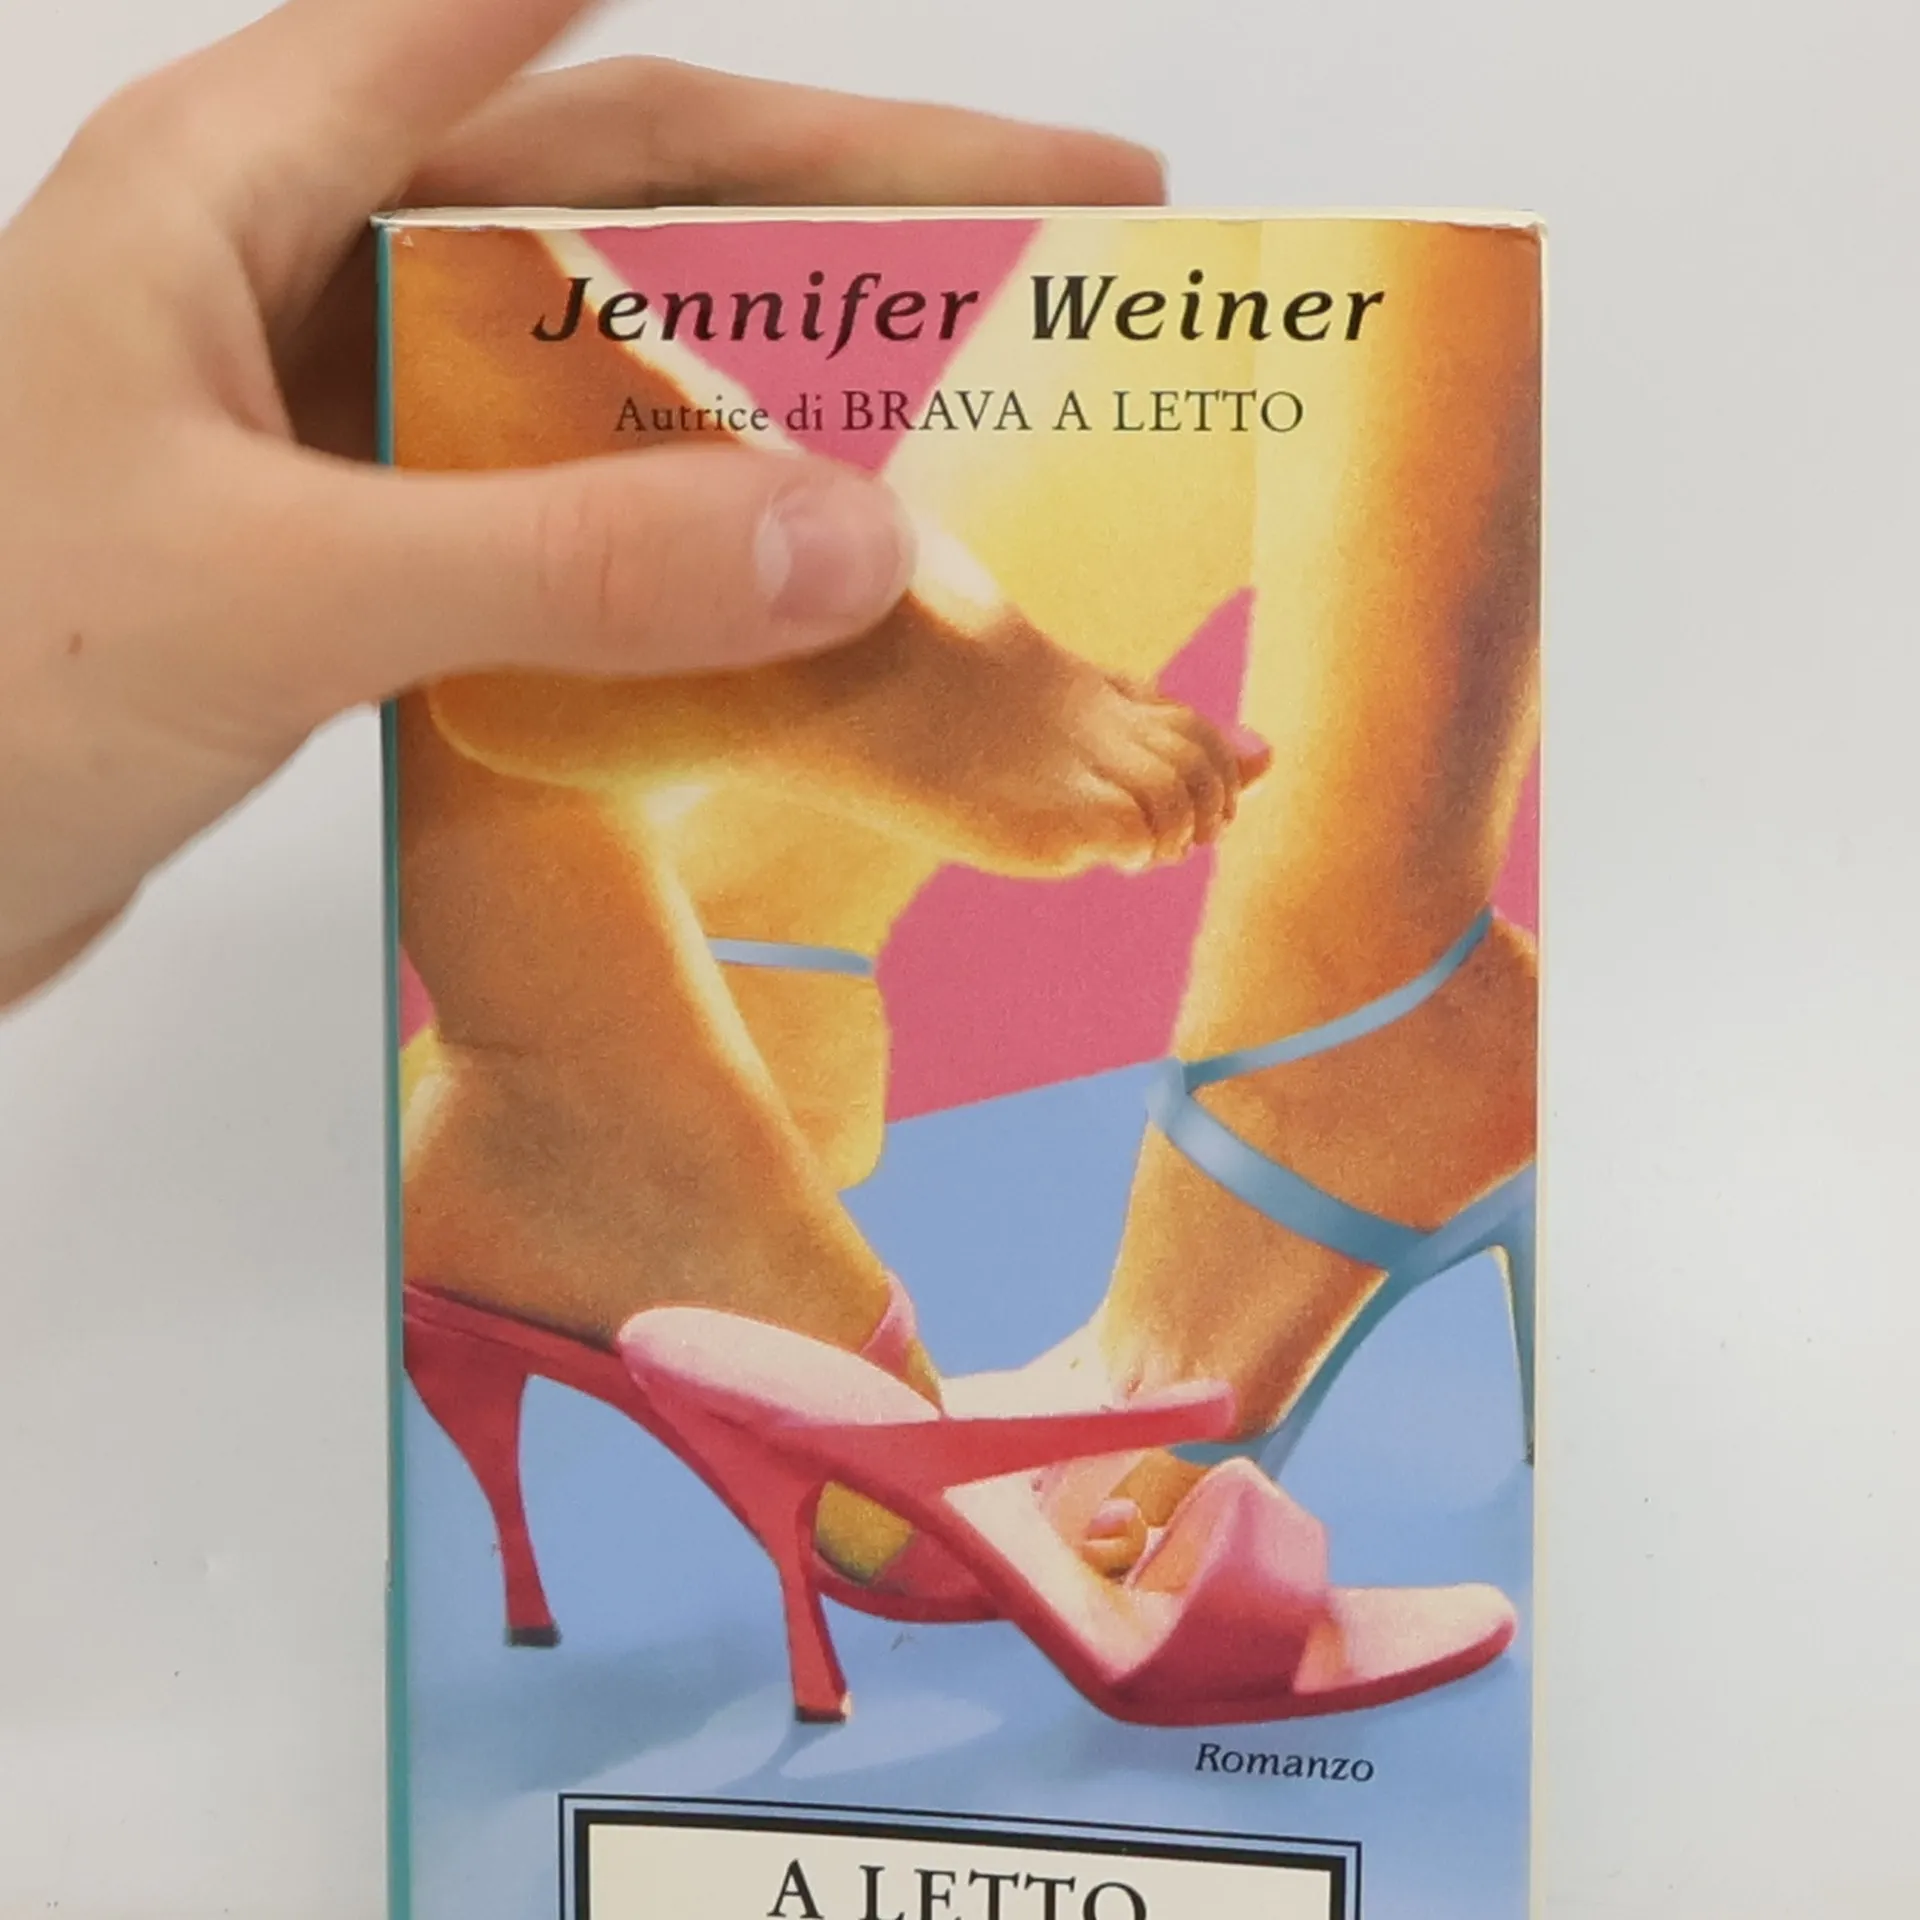 Jennifer Weiner
Autrice di BRAVA A LETTO
Romanzo
A LETTO